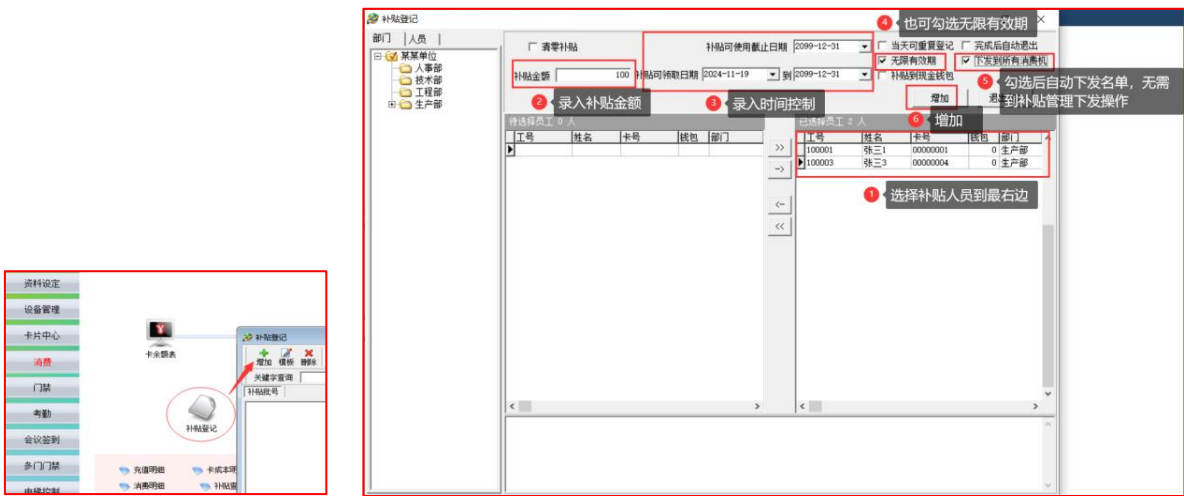 资料设定
设备管理
卡片中心
消费
门禁
考勤
会议签到
多门门禁
电梯控制
卡余额表
补贴登记
充值明细
卡成本明
消费明细
补贴登记
增加 模板 删除
关键字查询
补贴批号
补贴登记
部门 人员
某某单位
人事部
技术部
工程部
生产部
清零补贴
补贴可使用截止日期 2099-12-31
当天可重复登记 完成后自动退出
无限有效期 下发到所有消费机
补贴金额 100 补贴可领取日期 2024-11-19 到 2099-12-31
补贴到现金钱包
增加 退出
4 也可勾选无限有效期
5 勾选后自动下发名单，无需
到补贴管理下发操作
2 录入补贴金额
3 录入时间控制
6 增加
待选择员工 0 人
工号 姓名 卡号 钱包 部门
>>
->
<-
<<
已选择员工 2 人
工号 姓名 卡号 钱包 部门
100001 张三1 00000001 0 生产部
100003 张三3 00000004 0 生产部
1 选择补贴人员到最右边